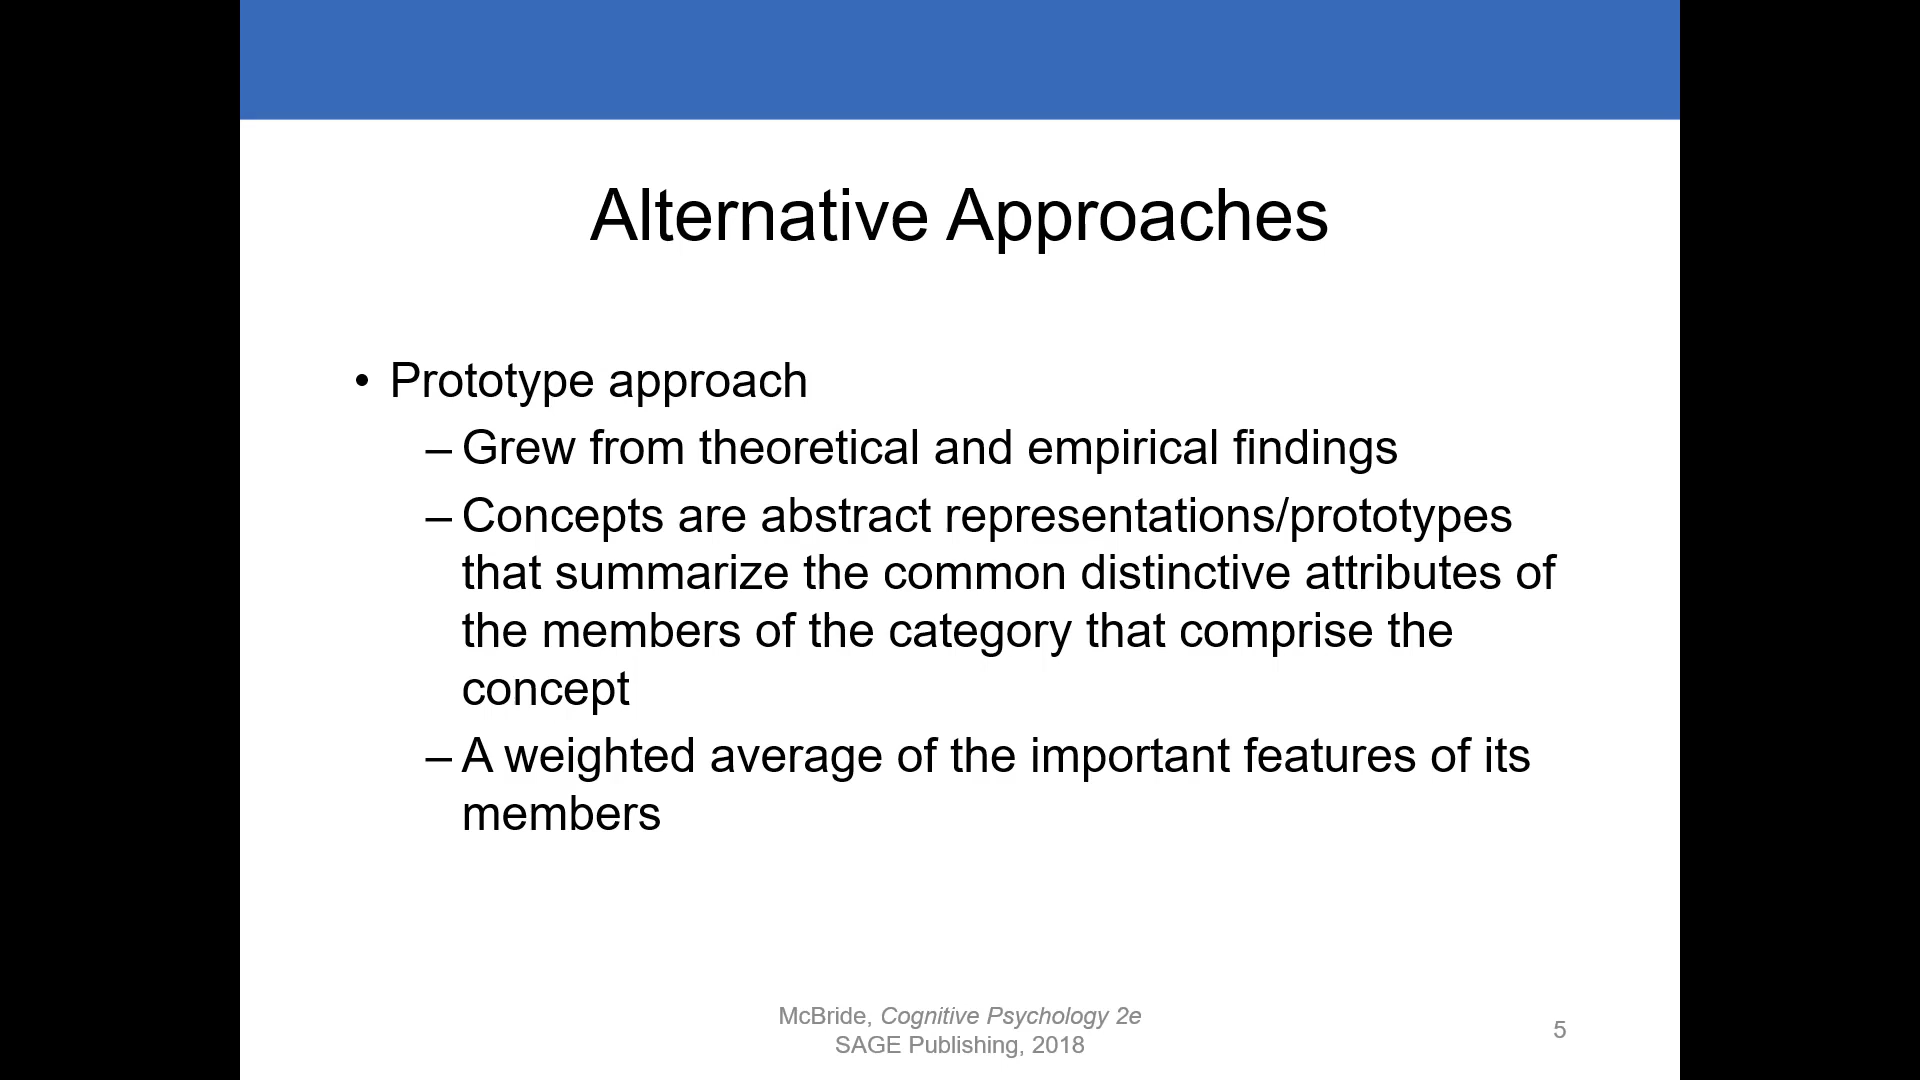 Alternative Approaches
• Prototype approach
– Grew from theoretical and empirical findings
– Concepts are abstract representations/prototypes
that summarize the common distinctive attributes of
the members of the category that comprise the
concept
– A weighted average of the important features of its
members
McBride, Cognitive Psychology 2e
SAGE Publishing, 2018
5